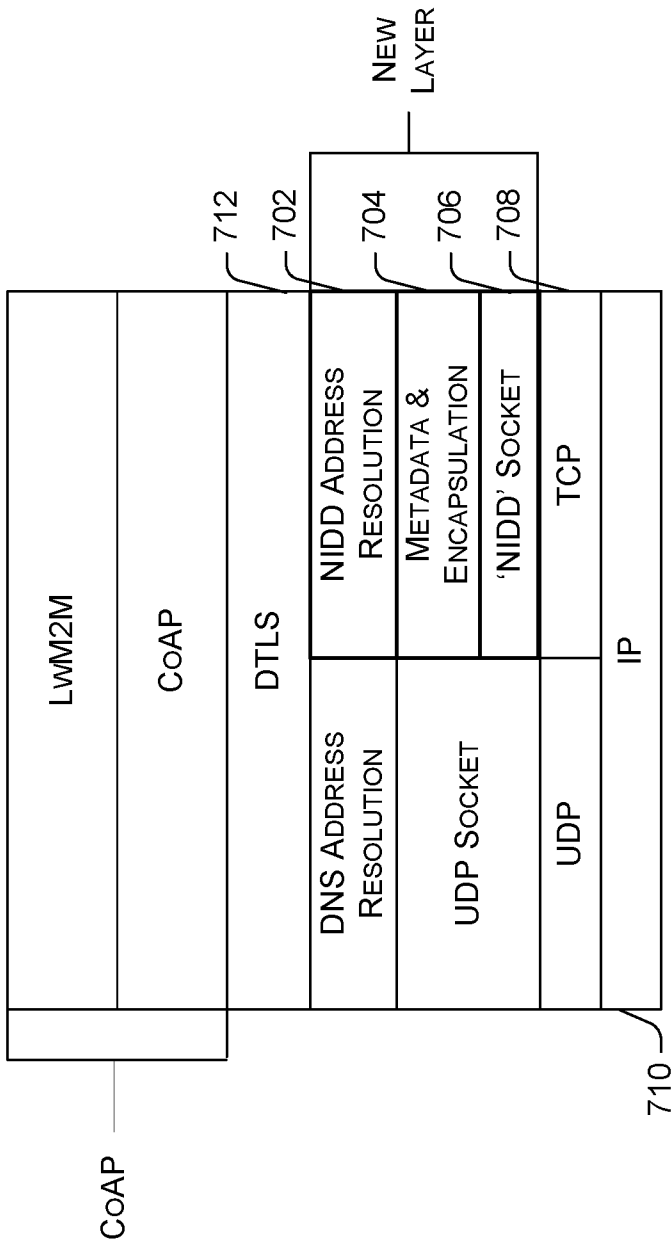 CoAP
LwM2M
CoAP
DTLS
712
DNS Address
Resolution
NIDD Address
Resolution
702
New
Layer
UDP Socket
Metadata &
Encapsulation
704
'NIDD' Socket
706
UDP
TCP
708
IP
710